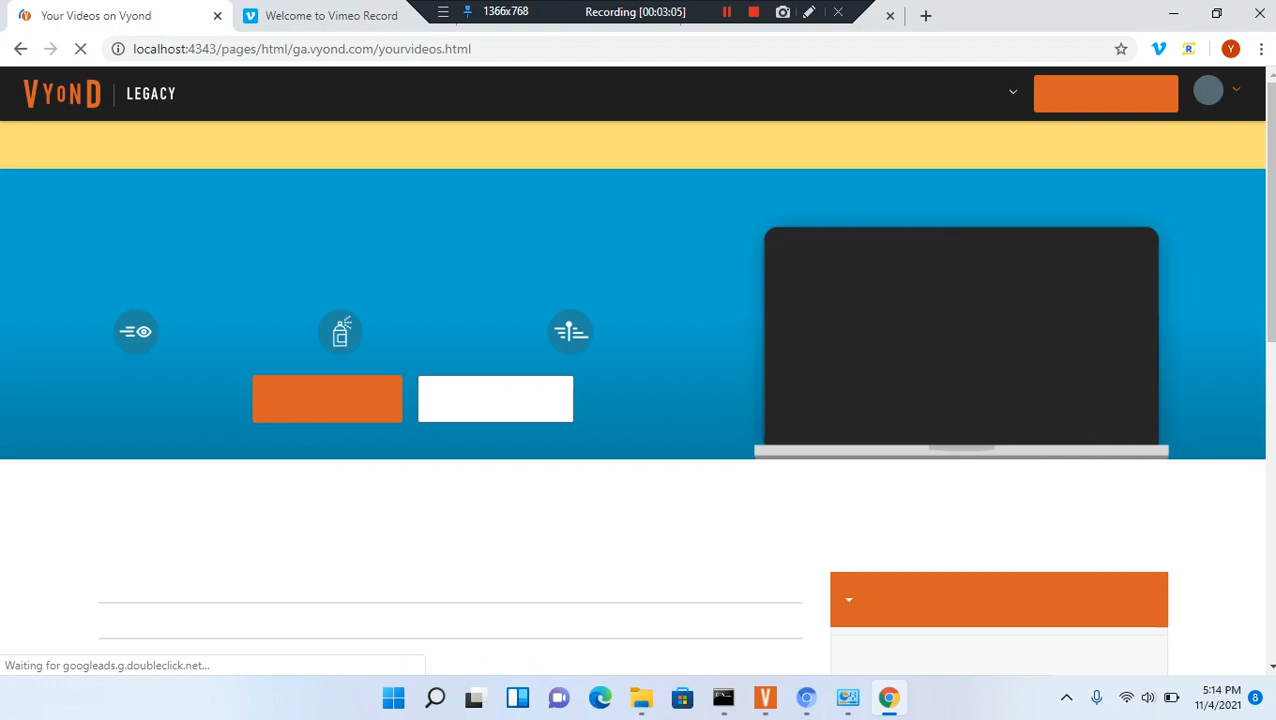 Your Videos on Vyond
Welcome to Vimeo Record
1366x768
Recording [00:03:05]
localhost:4343/pages/html/ga.vyond.com/yourvideos.html
Y
VYOND
LEGACY
Waiting for googleads.g.doubleclick.net...
5:14 PM
11/4/2021
8